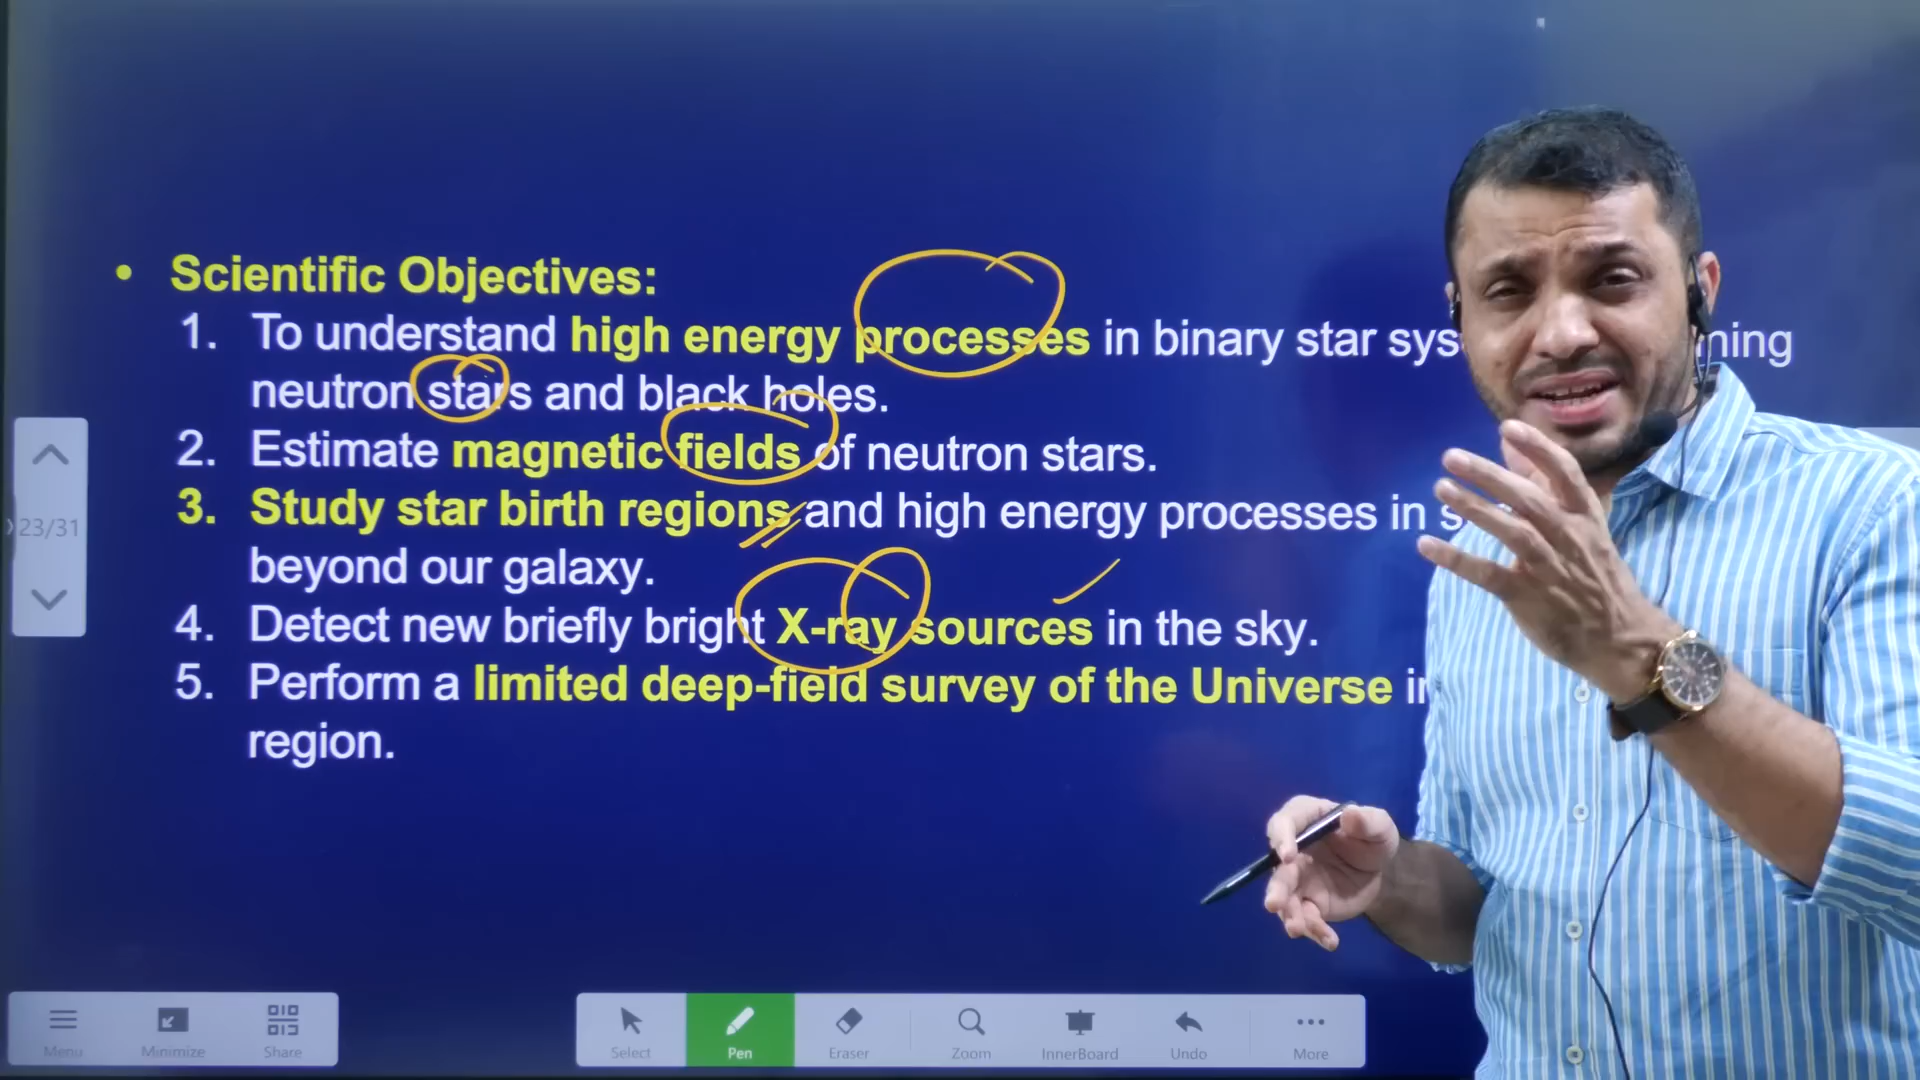 • Scientific Objectives:
1. To understand high energy processes in binary star ning
neutron stars and black holes.
2. Estimate magnetic fields of neutron stars.
3. Study star birth regions and high energy processes in
beyond our galaxy.
4. Detect new briefly bright X-ray sources in the sky.
5. Perform a limited deep-field survey of the Universe
region.
23/31
Menu Minimize Share Select Pen Eraser Zoom InnerBoard Undo More